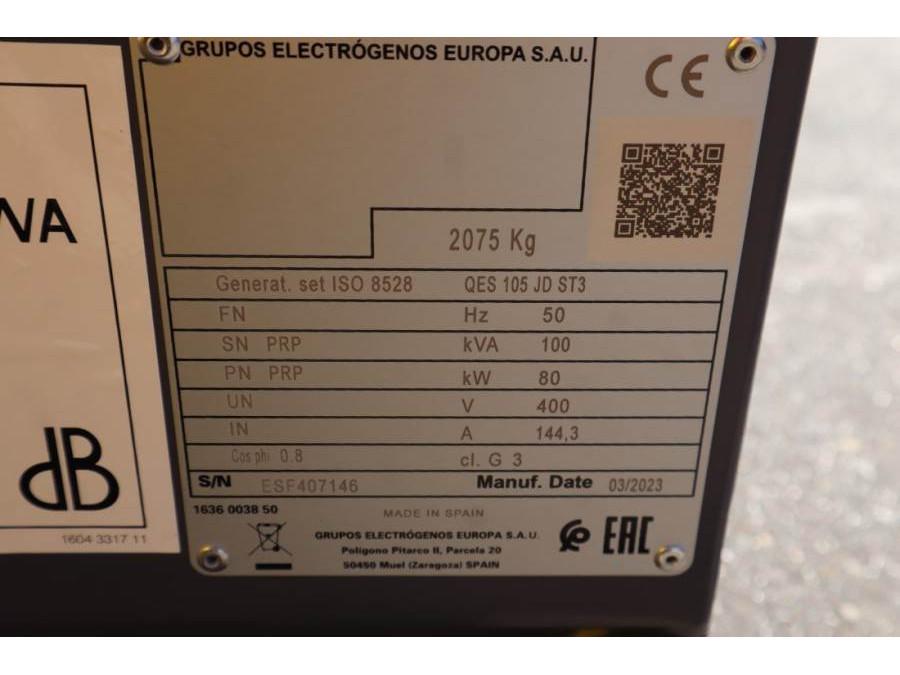 GRUPOS ELECTRÓGENOS EUROPA S.A.U.
CE
2075 Kg
Generat. set ISO 8528 QES 105 JD ST3
FN Hz 50
SN PRP kVA 100
PN PRP kW 80
UN V 400
IN A 144,3
Cos phi 0.8 cl. G 3
S/N ESF407146 Manuf. Date 03/2023
1636 0038 50
MADE IN SPAIN
GRUPOS ELECTRÓGENOS EUROPA S.A.U.
Polígono Pitarco II, Parcela 20
50450 Muel (Zaragoza) SPAIN
EAC
WA
dB
1604 3317 11